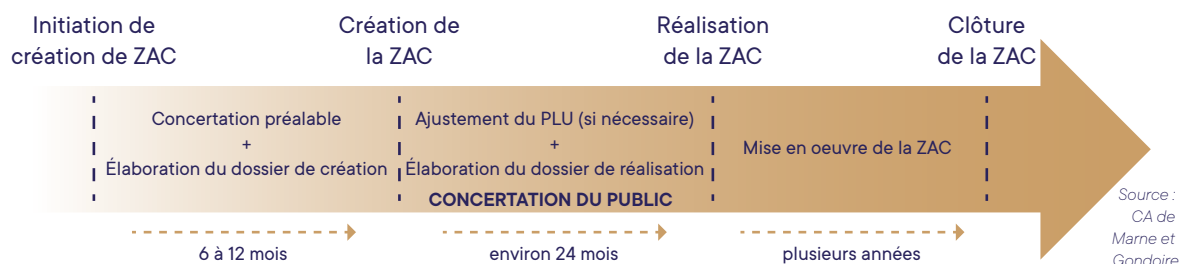 Initiation de
création de ZAC
Création de
la ZAC
Réalisation
de la ZAC
Clôture
de la ZAC
Concertation préalable
+
Élaboration du dossier de création
Ajustement du PLU (si nécessaire)
+
Élaboration du dossier de réalisation
CONCERTATION DU PUBLIC
Mise en oeuvre de la ZAC
6 à 12 mois
environ 24 mois
plusieurs années
Source :
CA de
Marne et
Gondoire